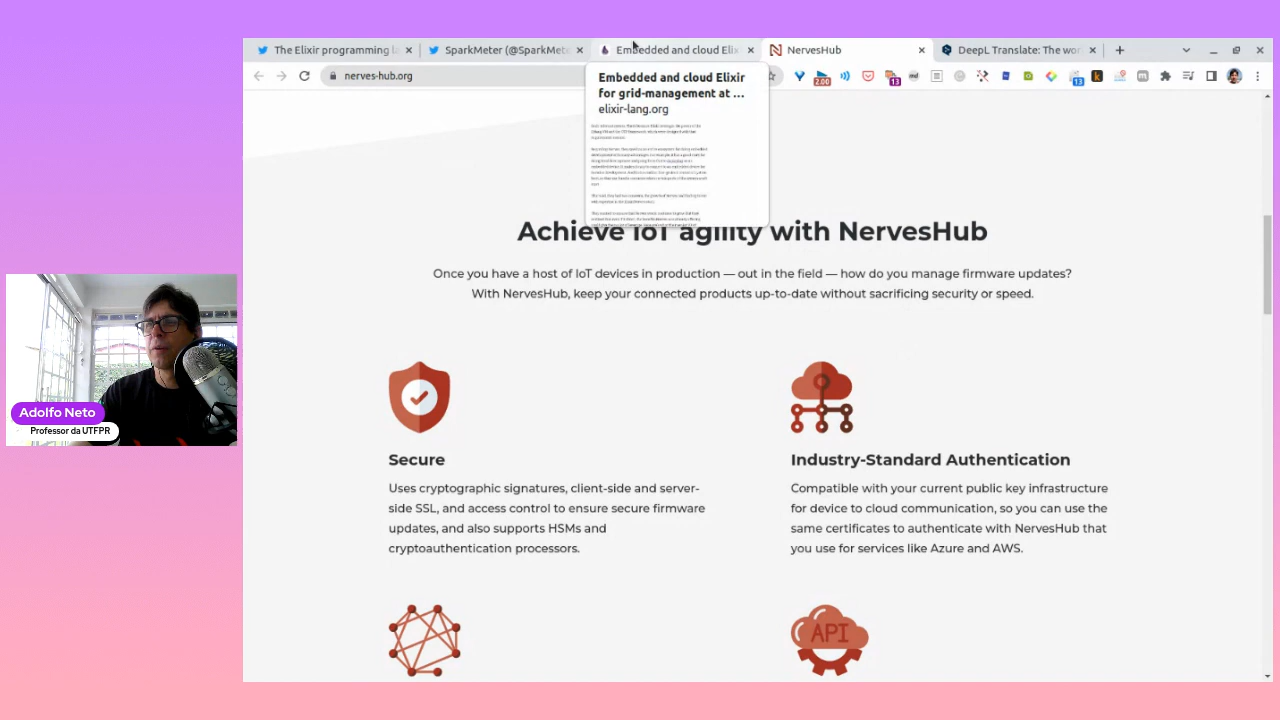 The Elixir programming la
SparkMeter (@SparkMete
Embedded and cloud Elix
NervesHub
DeepL Translate: The wor
nerves-hub.org
2.00
13
13
k
Embedded and cloud Elixir
for grid-management at ...
elixir-lang.org
Achieve IoT agility with NervesHub
Once you have a host of IoT devices in production — out in the field — how do you manage firmware updates?
With NervesHub, keep your connected products up-to-date without sacrificing security or speed.
Secure
Uses cryptographic signatures, client-side and server-
side SSL, and access control to ensure secure firmware
updates, and also supports HSMs and
cryptoauthentication processors.
Industry-Standard Authentication
Compatible with your current public key infrastructure
for device to cloud communication, so you can use the
same certificates to authenticate with NervesHub that
you use for services like Azure and AWS.
API
Adolfo Neto
Professor da UTFPR